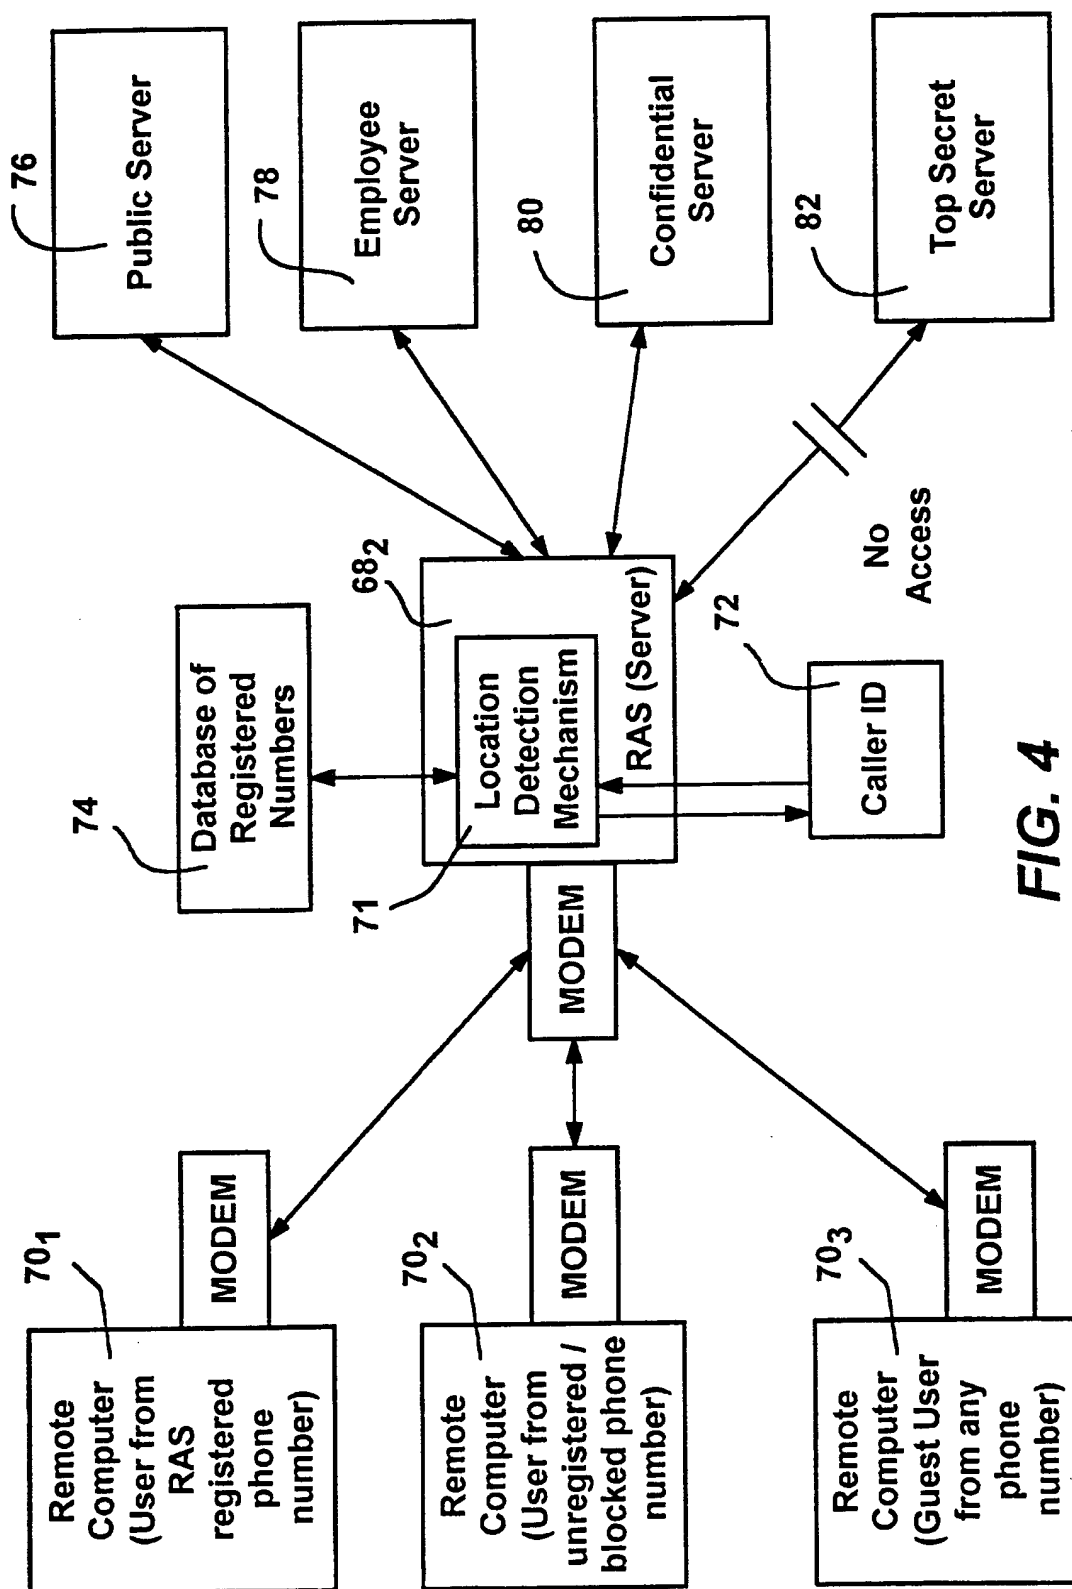 70₁
Remote
Computer
(User from
RAS
registered
phone
number)
MODEM
70₂
Remote
Computer
(User from
unregistered /
blocked phone
number)
MODEM
70₃
Remote
Computer
(Guest User
from any
phone
number)
MODEM
74
Database of
Registered
Numbers
71
68₂
Location
Detection
Mechanism
RAS (Server)
MODEM
72
Caller ID
76
Public Server
78
Employee
Server
80
Confidential
Server
82
Top Secret
Server
No
Access
FIG. 4